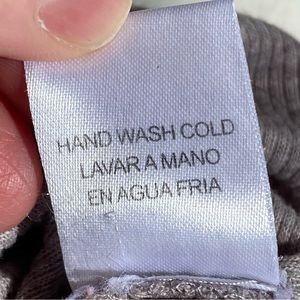 HAND WASH COLD
LAVAR A MANO
EN AGUA FRIA